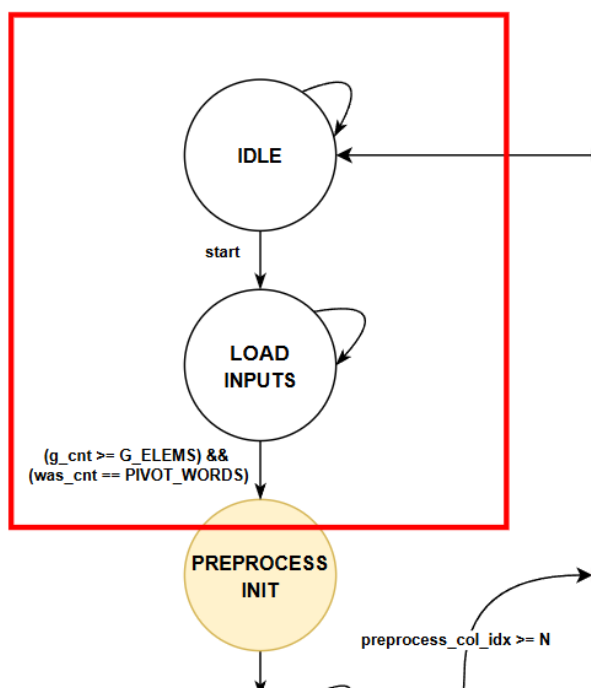 IDLE
start
LOAD
INPUTS
(g_cnt >= G_ELEMS) &&
(was_cnt == PIVOT_WORDS)
PREPROCESS
INIT
preprocess_col_idx >= N